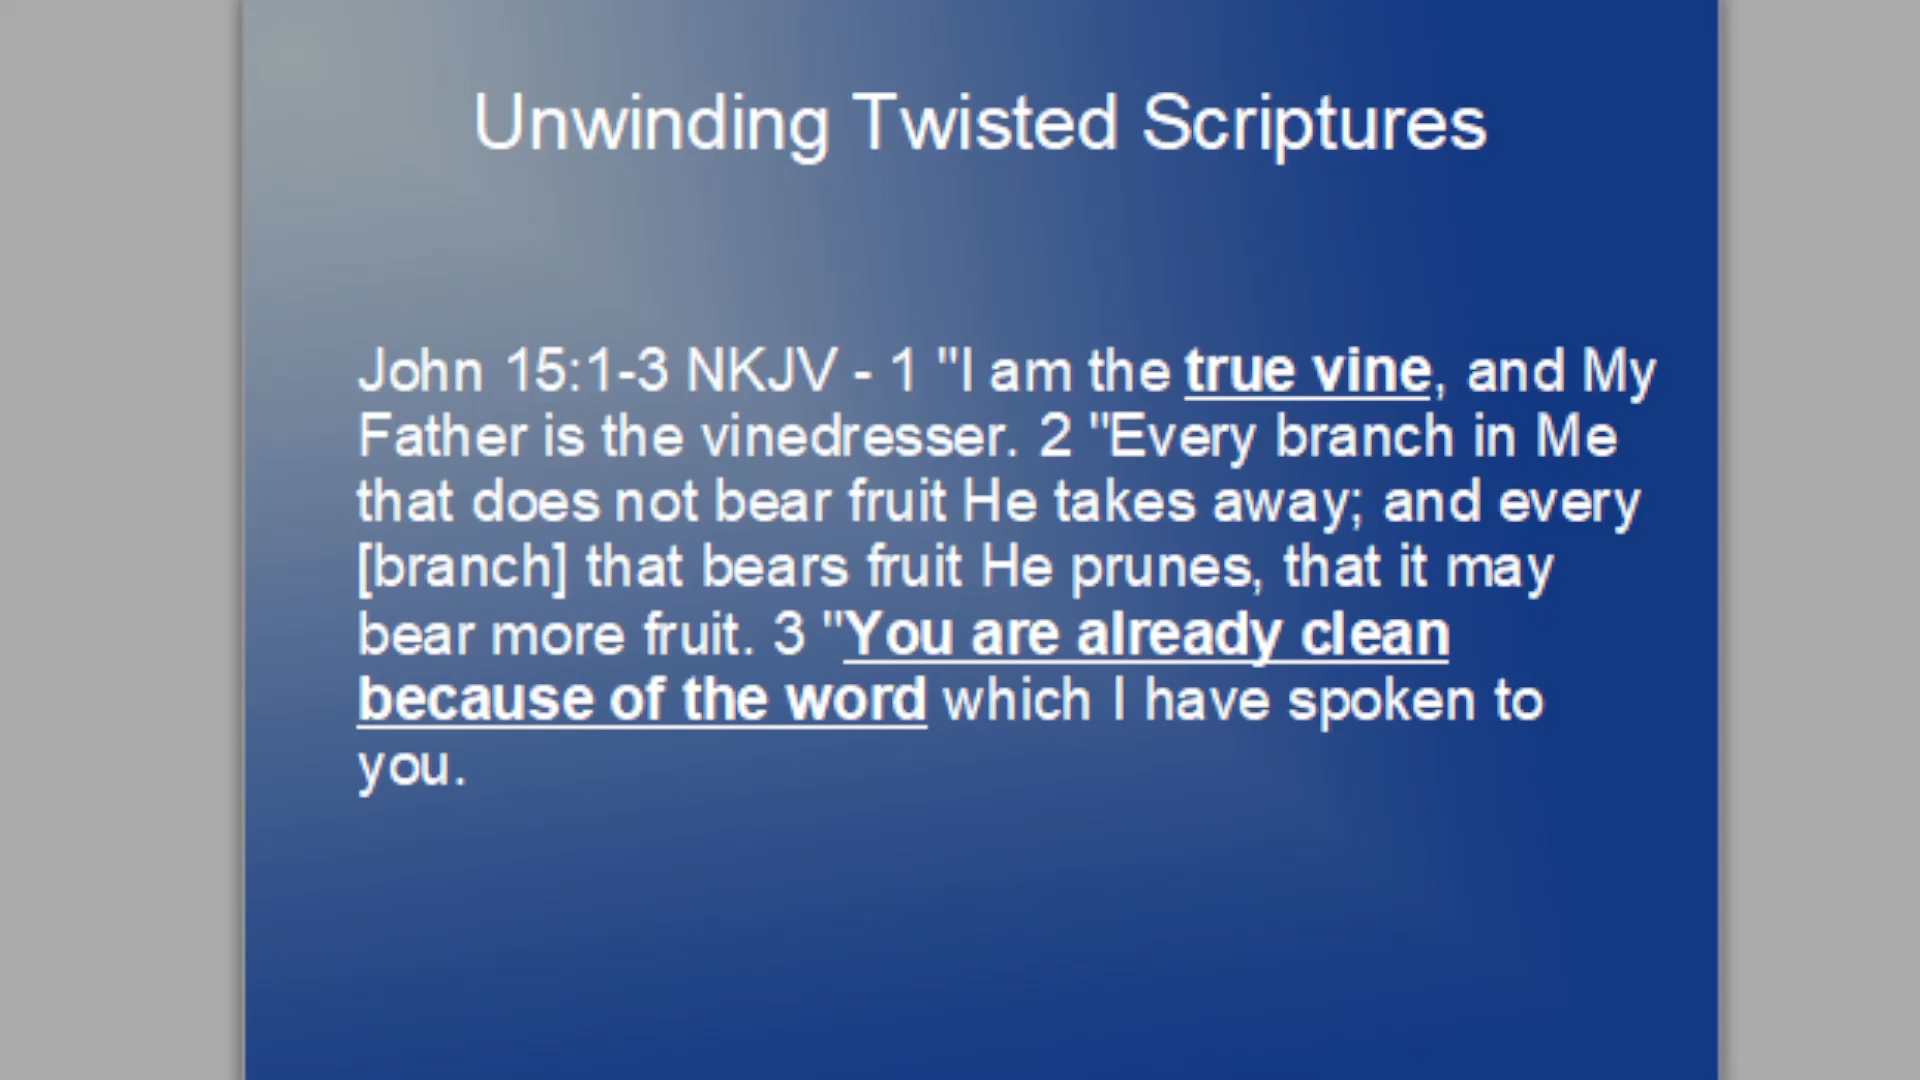 Unwinding Twisted Scriptures
John 15:1-3 NKJV - 1 "I am the true vine, and My
Father is the vinedresser. 2 "Every branch in Me
that does not bear fruit He takes away; and every
[branch] that bears fruit He prunes, that it may
bear more fruit. 3 "You are already clean
because of the word which I have spoken to
you.